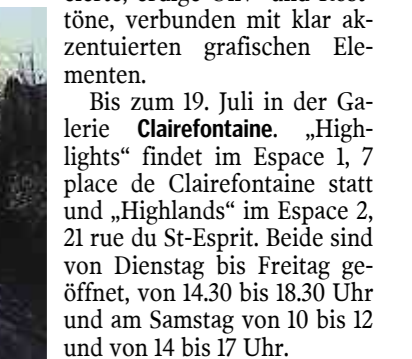 töne, verbunden mit klar ak-
zentuierten grafischen Ele-
menten.
Bis zum 19. Juli in der Ga-
lerie Clairefontaine. „High-
lights“ findet im Espace 1, 7
place de Clairefontaine statt
und „Highlands“ im Espace 2,
21 rue du St-Esprit. Beide sind
von Dienstag bis Freitag ge-
öffnet, von 14.30 bis 18.30 Uhr
und am Samstag von 10 bis 12
und von 14 bis 17 Uhr.